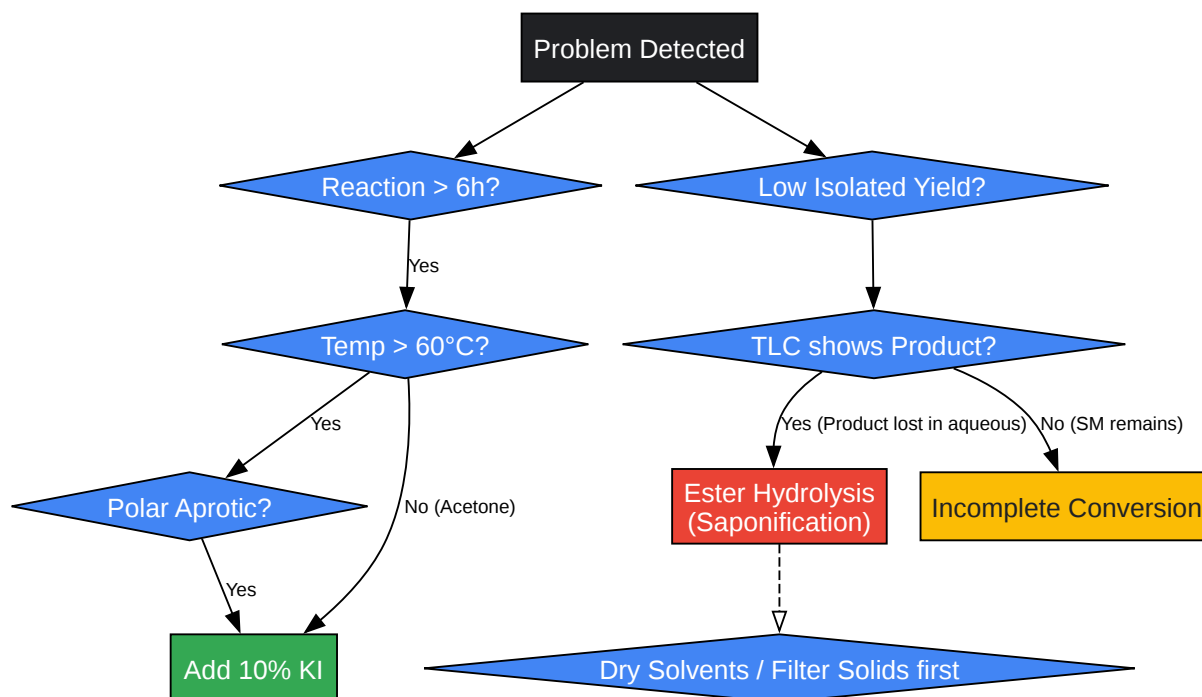 Problem Detected
Reaction > 6h?
Low Isolated Yield?
Yes
Temp > 60°C?
TLC shows Product?
Yes
No (Acetone)
Yes (Product lost in aqueous)
No (SM remains)
Polar Aprotic?
Ester Hydrolysis
(Saponification)
Incomplete Conversion
Yes
Add 10% KI
Dry Solvents / Filter Solids first